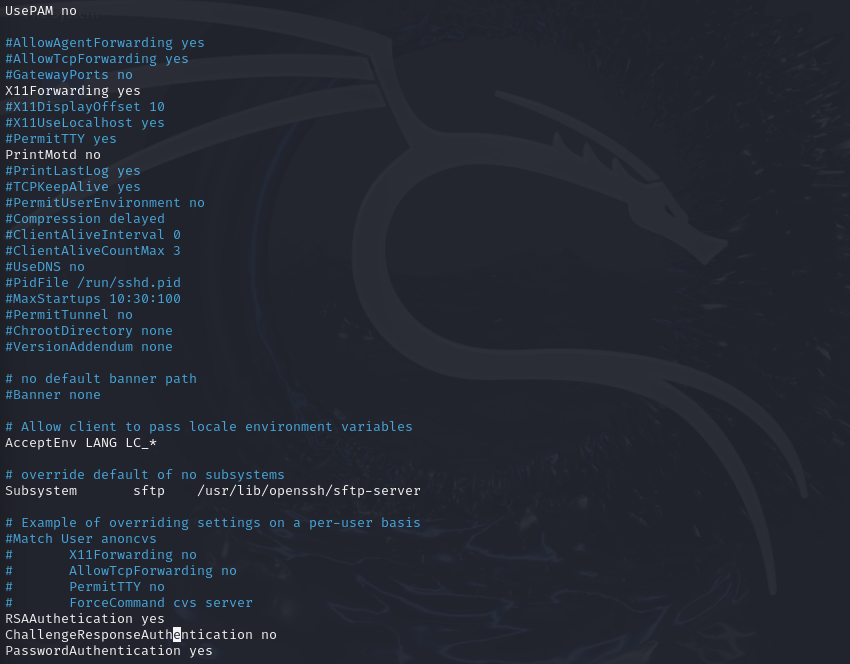 UsePAM no
#AllowAgentForwarding yes
#AllowTcpForwarding yes
#GatewayPorts no
X11Forwarding yes
#X11DisplayOffset 10
#X11UseLocalhost yes
#PermitTTY yes
PrintMotd no
#PrintLastLog yes
#TCPKeepAlive yes
#PermitUserEnvironment no
#Compression delayed
#ClientAliveInterval 0
#ClientAliveCountMax 3
#UseDNS no
#PidFile /run/sshd.pid
#MaxStartups 10:30:100
#PermitTunnel no
#ChrootDirectory none
#VersionAddendum none
# no default banner path
#Banner none
# Allow client to pass locale environment variables
AcceptEnv LANG LC_*
# override default of no subsystems
Subsystem sftp /usr/lib/openssh/sftp-server
# Example of overriding settings on a per-user basis
#Match User anoncvs
# X11Forwarding no
# AllowTcpForwarding no
# PermitTTY no
# ForceCommand cvs server
RSAAuthetication yes
ChallengeResponseAuthentication no
PasswordAuthentication yes